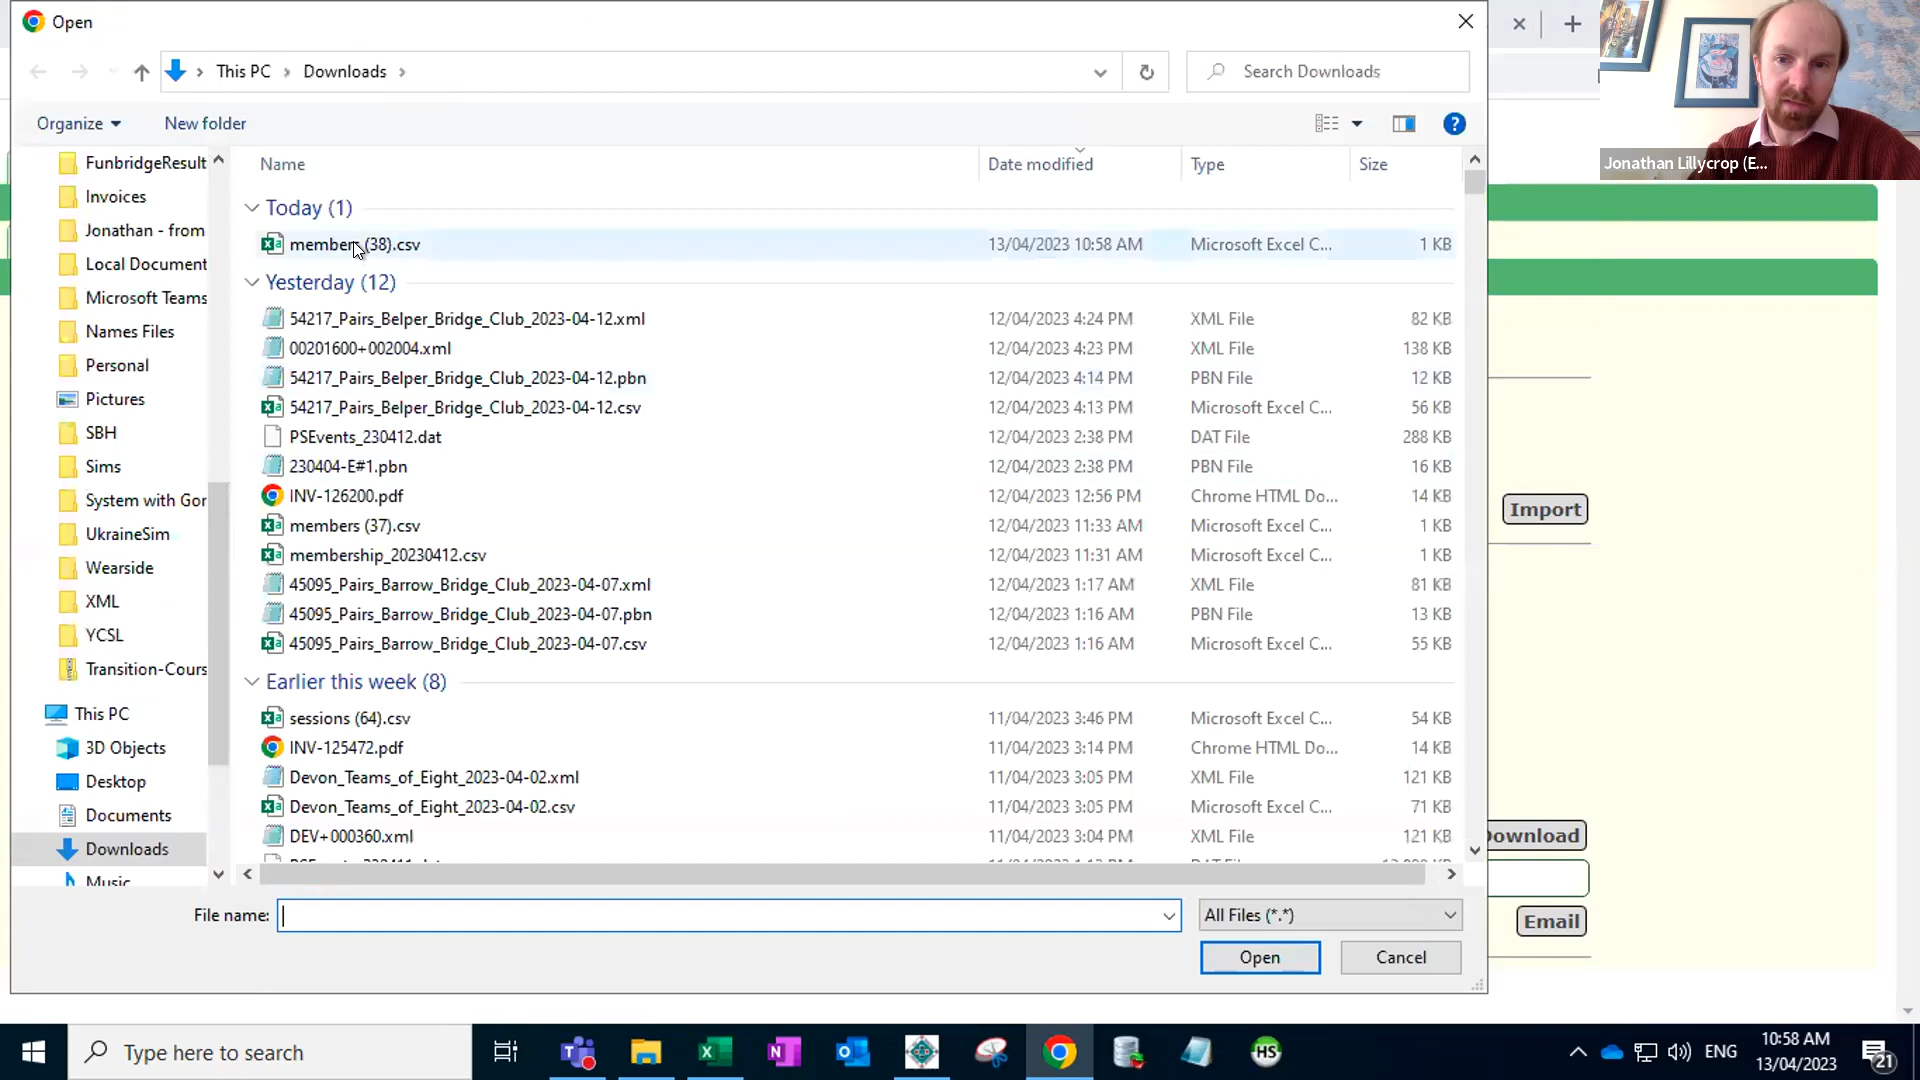 Open
This PC
Downloads
Search Downloads
Organize
New folder
Name
Date modified
Type
Size
FunbridgeResult
Invoices
Jonathan - from
Local Document
Microsoft Teams
Names Files
Personal
Pictures
SBH
Sims
System with Gor
UkraineSim
Wearside
XML
YCSL
Transition-Cours
This PC
3D Objects
Desktop
Documents
Downloads
Music
Today (1)
members (38).csv 13/04/2023 10:58 AM Microsoft Excel C... 1 KB
Yesterday (12)
54217_Pairs_Belper_Bridge_Club_2023-04-12.xml 12/04/2023 4:24 PM XML File 82 KB
00201600+002004.xml 12/04/2023 4:23 PM XML File 138 KB
54217_Pairs_Belper_Bridge_Club_2023-04-12.pbn 12/04/2023 4:14 PM PBN File 12 KB
54217_Pairs_Belper_Bridge_Club_2023-04-12.csv 12/04/2023 4:13 PM Microsoft Excel C... 56 KB
PSEvents_230412.dat 12/04/2023 2:38 PM DAT File 288 KB
230404-E#1.pbn 12/04/2023 2:38 PM PBN File 16 KB
INV-126200.pdf 12/04/2023 12:56 PM Chrome HTML Do... 14 KB
members (37).csv 12/04/2023 11:33 AM Microsoft Excel C... 1 KB
membership_20230412.csv 12/04/2023 11:31 AM Microsoft Excel C... 1 KB
45095_Pairs_Barrow_Bridge_Club_2023-04-07.xml 12/04/2023 1:17 AM XML File 81 KB
45095_Pairs_Barrow_Bridge_Club_2023-04-07.pbn 12/04/2023 1:16 AM PBN File 13 KB
45095_Pairs_Barrow_Bridge_Club_2023-04-07.csv 12/04/2023 1:16 AM Microsoft Excel C... 55 KB
Earlier this week (8)
sessions (64).csv 11/04/2023 3:46 PM Microsoft Excel C... 54 KB
INV-125472.pdf 11/04/2023 3:14 PM Chrome HTML Do... 14 KB
Devon_Teams_of_Eight_2023-04-02.xml 11/04/2023 3:05 PM XML File 121 KB
Devon_Teams_of_Eight_2023-04-02.csv 11/04/2023 3:05 PM Microsoft Excel C... 71 KB
DEV+000360.xml 11/04/2023 3:04 PM XML File 121 KB
File name:
All Files (*.*)
Open
Cancel
Jonathan Lillycrop (E...
Import
Download
Email
Type here to search
HS
ENG
10:58 AM
13/04/2023
21